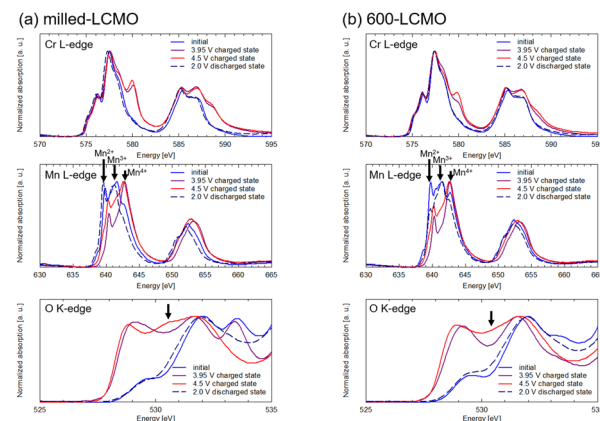 (a) milled-LCMO
Cr L-edge
initial
3.95 V charged state
4.5 V charged state
2.0 V discharged state
Normalized absorption [a. u.]
570 575 580 585 590 595
Energy [eV]
Mn2+
Mn3+
Mn4+
Mn L-edge
initial
3.95 V charged state
4.5 V charged state
2.0 V discharged state
Normalized absorption [a. u.]
630 635 640 645 650 655 660 665
Energy [eV]
O K-edge
initial
3.95 V charged state
4.5 V charged state
2.0 V discharged state
Normalized absorption [a. u.]
525 530 535
Energy [eV]
(b) 600-LCMO
Cr L-edge
initial
3.95 V charged state
4.5 V charged state
2.0 V discharged state
Normalized absorption [a. u.]
570 575 580 585 590 595
Energy [eV]
Mn2+
Mn3+
Mn4+
Mn L-edge
initial
3.95 V charged state
4.5 V charged state
2.0 V discharged state
Normalized absorption [a. u.]
630 635 640 645 650 655 660 665
Energy [eV]
O K-edge
initial
3.95 V charged state
4.5 V charged state
2.0 V discharged state
Normalized absorption [a. u.]
525 530
Energy [eV]